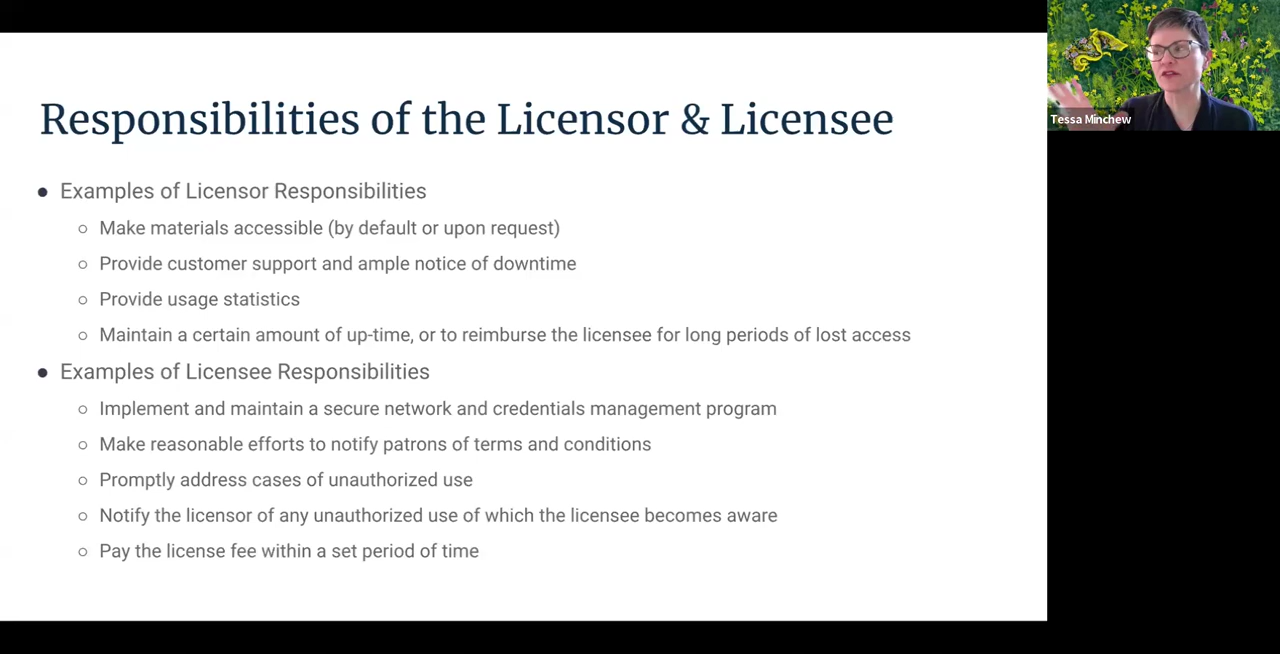 Responsibilities of the Licensor & Licensee
● Examples of Licensor Responsibilities
○ Make materials accessible (by default or upon request)
○ Provide customer support and ample notice of downtime
○ Provide usage statistics
○ Maintain a certain amount of up-time, or to reimburse the licensee for long periods of lost access
● Examples of Licensee Responsibilities
○ Implement and maintain a secure network and credentials management program
○ Make reasonable efforts to notify patrons of terms and conditions
○ Promptly address cases of unauthorized use
○ Notify the licensor of any unauthorized use of which the licensee becomes aware
○ Pay the license fee within a set period of time
Tessa Minchew